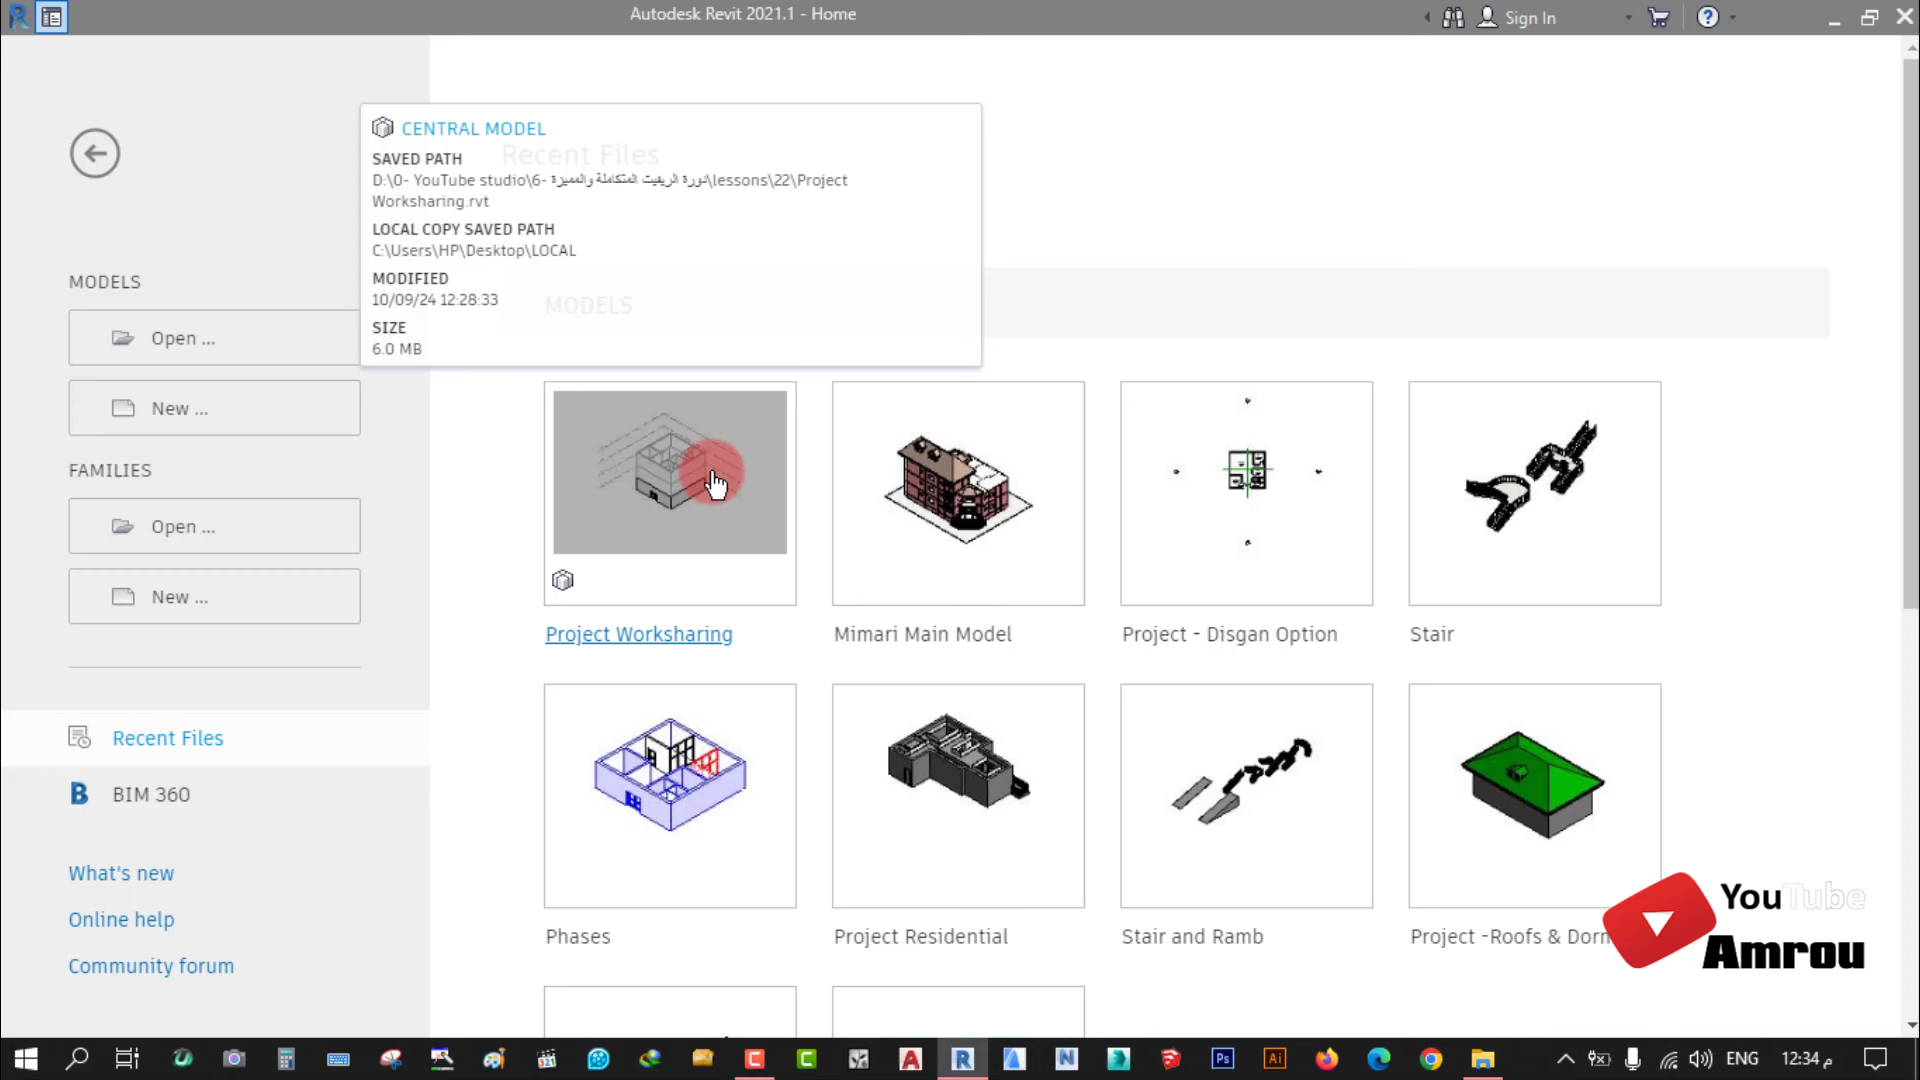 Autodesk Revit 2021.1 - Home
Sign In
CENTRAL MODEL
SAVED PATH
Recent Files
D:\0- YouTube studio\6- دورة الريفيت المتكاملة والمميزة\lessons\22\Project
Worksharing.rvt
LOCAL COPY SAVED PATH
C:\Users\HP\Desktop\LOCAL
MODIFIED
10/09/24 12:28:33
MODELS
SIZE
6.0 MB
MODELS
Open ...
New ...
FAMILIES
Open ...
New ...
Recent Files
BIM 360
What's new
Online help
Community forum
Project Worksharing
Mimari Main Model
Project - Disgan Option
Stair
Phases
Project Residential
Stair and Ramb
Project -Roofs & Dorn
YouTube
Amrou
ENG
12:34 م